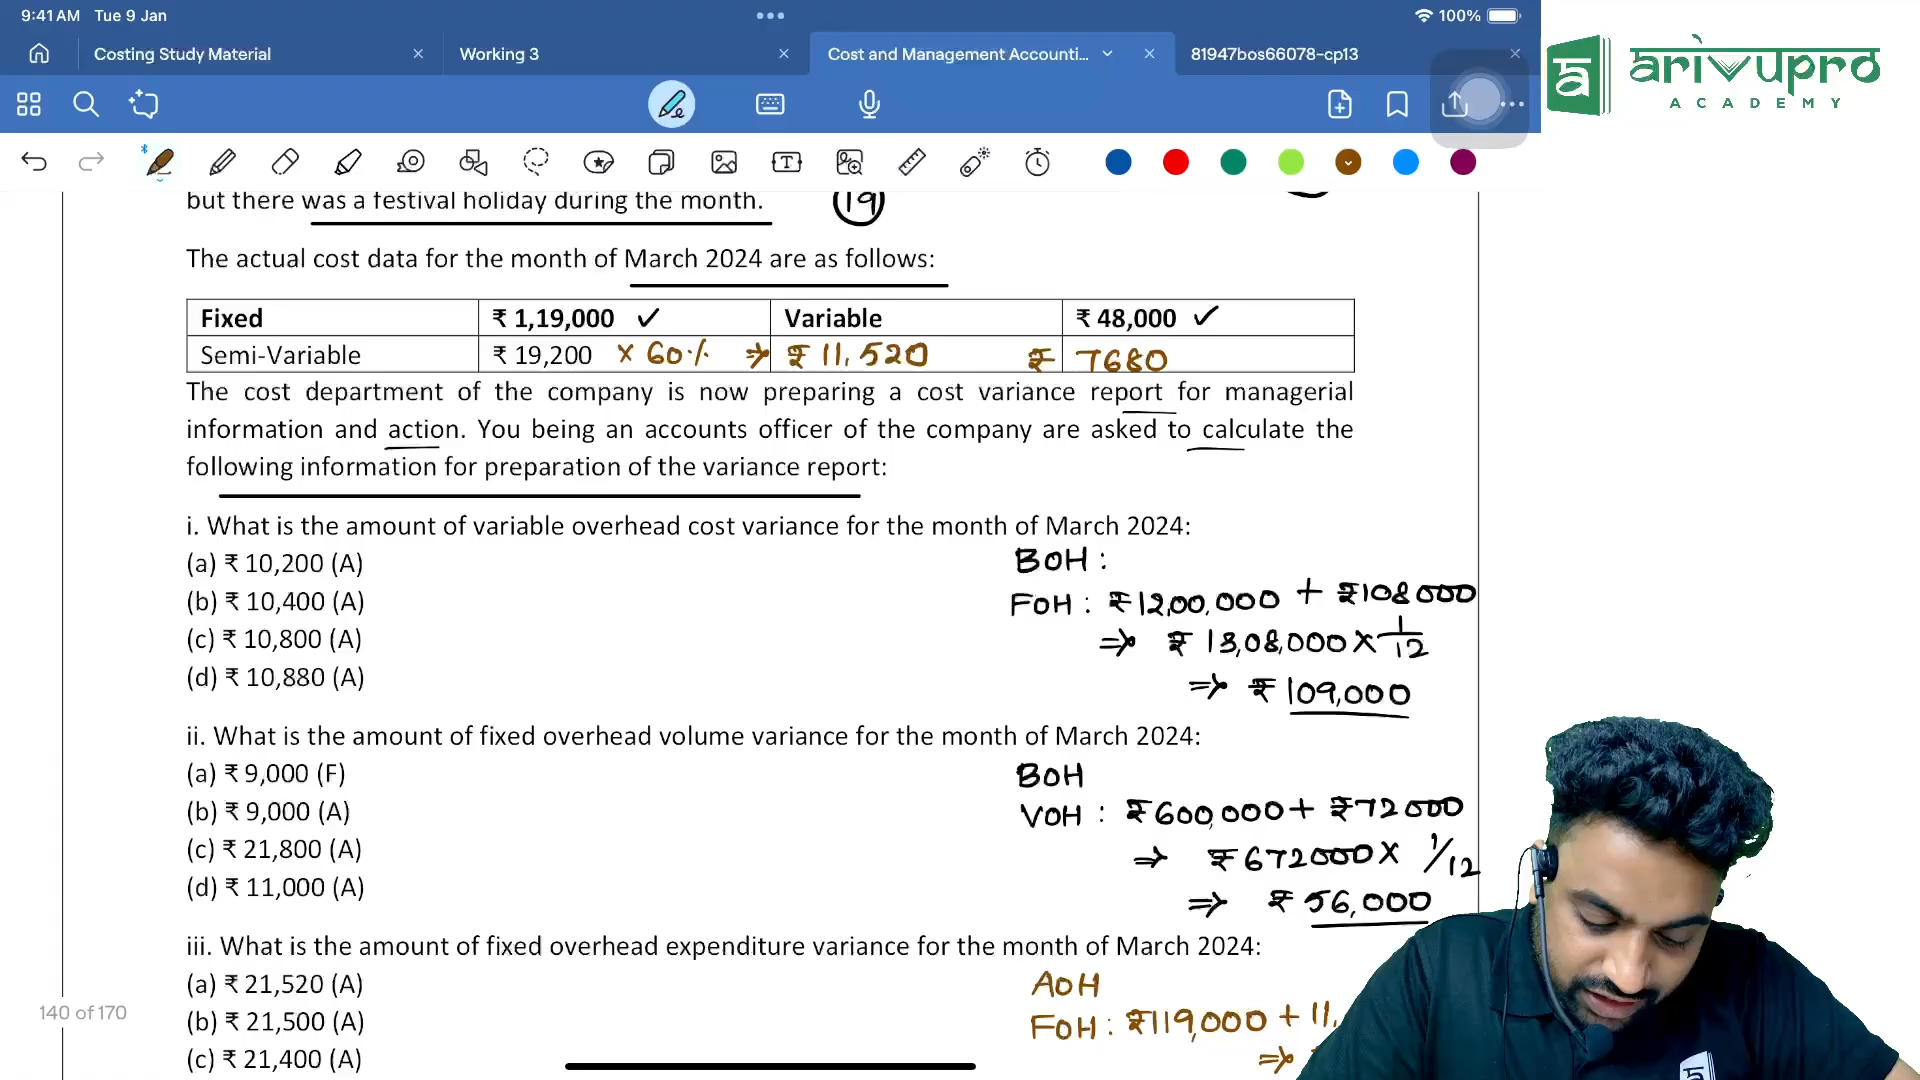 9:41 AM Tue 9 Jan
100%
Costing Study Material
Working 3
Cost and Management Accounti...
81947bos66078-cp13
arivupro
ACADEMY
but there was a festival holiday during the month. 19
The actual cost data for the month of March 2024 are as follows:
Fixed ₹ 1,19,000 ✓ Variable ₹ 48,000 ✓
Semi-Variable ₹ 19,200 × 60% ⇒ ₹ 11,520 ₹ 7680
The cost department of the company is now preparing a cost variance report for managerial
information and action. You being an accounts officer of the company are asked to calculate the
following information for preparation of the variance report:
i. What is the amount of variable overhead cost variance for the month of March 2024:
(a) ₹ 10,200 (A)
(b) ₹ 10,400 (A)
(c) ₹ 10,800 (A)
(d) ₹ 10,880 (A)
BOH :
FOH : ₹12,00,000 + ₹108000
⇒ ₹ 13,08,000 × 1/12
⇒ ₹ 109,000
ii. What is the amount of fixed overhead volume variance for the month of March 2024:
(a) ₹ 9,000 (F)
(b) ₹ 9,000 (A)
(c) ₹ 21,800 (A)
(d) ₹ 11,000 (A)
BOH
VOH : ₹600,000 + ₹72000
⇒ ₹672000 × 1/12
⇒ ₹ 56,000
iii. What is the amount of fixed overhead expenditure variance for the month of March 2024:
(a) ₹ 21,520 (A)
(b) ₹ 21,500 (A)
(c) ₹ 21,400 (A)
AOH
FOH : ₹119,000 + 11,
⇒
140 of 170